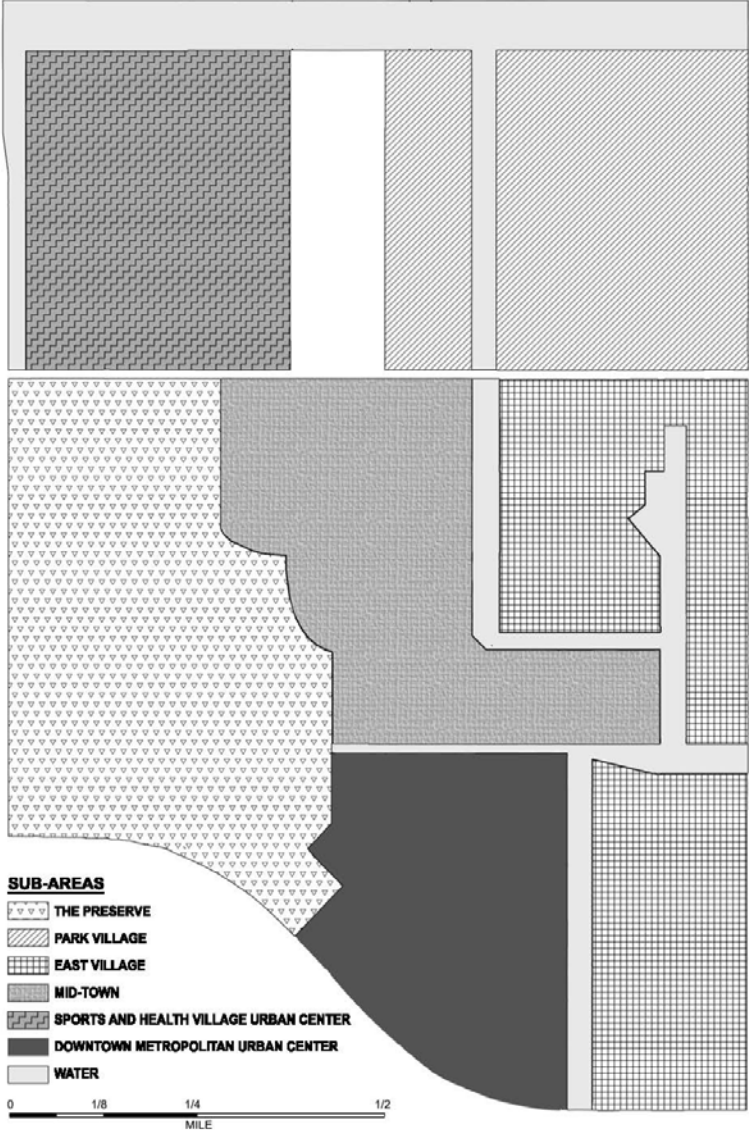 SUB-AREAS
THE PRESERVE
PARK VILLAGE
EAST VILLAGE
MID-TOWN
SPORTS AND HEALTH VILLAGE URBAN CENTER
DOWNTOWN METROPOLITAN URBAN CENTER
WATER
0 1/8 1/4 1/2
MILE